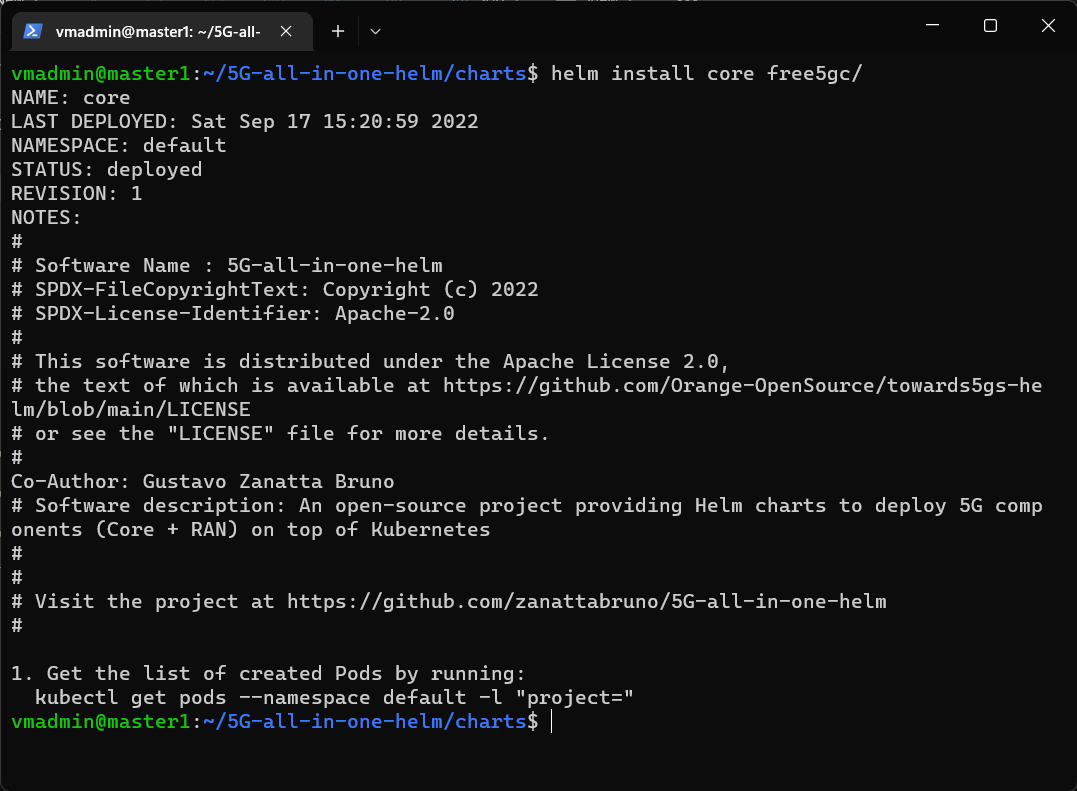 vmadmin@master1: ~/5G-all-
vmadmin@master1:~/5G-all-in-one-helm/charts$ helm install core free5gc/
NAME: core
LAST DEPLOYED: Sat Sep 17 15:20:59 2022
NAMESPACE: default
STATUS: deployed
REVISION: 1
NOTES:
#
# Software Name : 5G-all-in-one-helm
# SPDX-FileCopyrightText: Copyright (c) 2022
# SPDX-License-Identifier: Apache-2.0
#
# This software is distributed under the Apache License 2.0,
# the text of which is available at https://github.com/Orange-OpenSource/towards5gs-he
lm/blob/main/LICENSE
# or see the "LICENSE" file for more details.
#
Co-Author: Gustavo Zanatta Bruno
# Software description: An open-source project providing Helm charts to deploy 5G comp
onents (Core + RAN) on top of Kubernetes
#
#
# Visit the project at https://github.com/zanattabruno/5G-all-in-one-helm
#
1. Get the list of created Pods by running:
kubectl get pods --namespace default -l "project="
vmadmin@master1:~/5G-all-in-one-helm/charts$